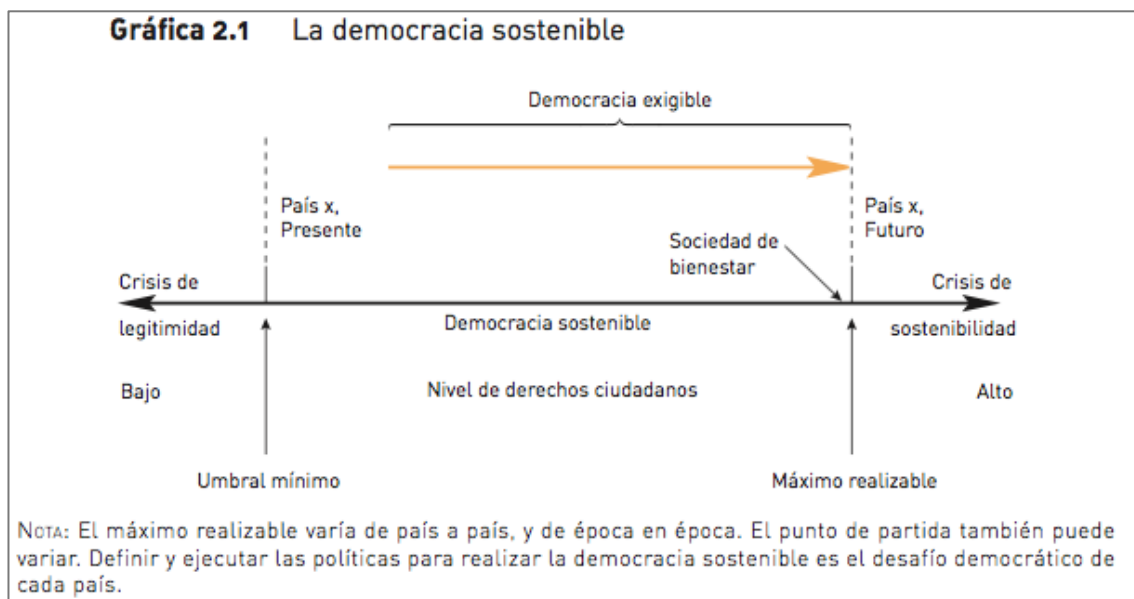 Gráfica 2.1 La democracia sostenible
Democracia exigible
País x,
Presente
País x,
Futuro
Sociedad de
bienestar
Crisis de
legitimidad
Crisis de
sostenibilidad
Democracia sostenible
Bajo
Nivel de derechos ciudadanos
Alto
Umbral mínimo
Máximo realizable
NOTA: El máximo realizable varía de país a país, y de época en época. El punto de partida también puede
variar. Definir y ejecutar las políticas para realizar la democracia sostenible es el desafío democrático de
cada país.